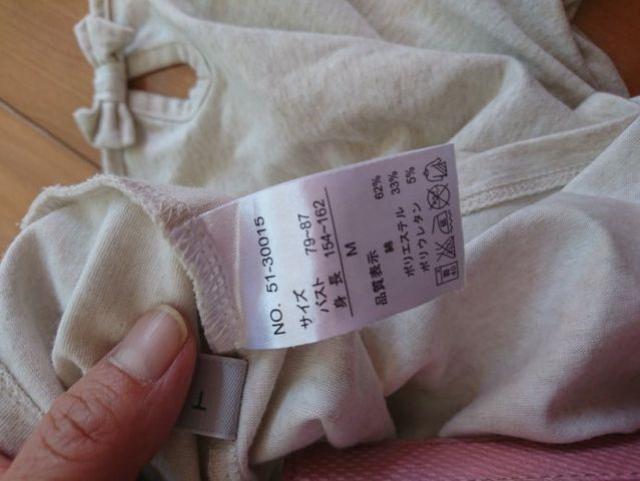 NO. 51-30015
サイズ
バスト 79-87
身長 154-162
M
品質表示
綿 62%
ポリエステル 33%
ポリウレタン 5%